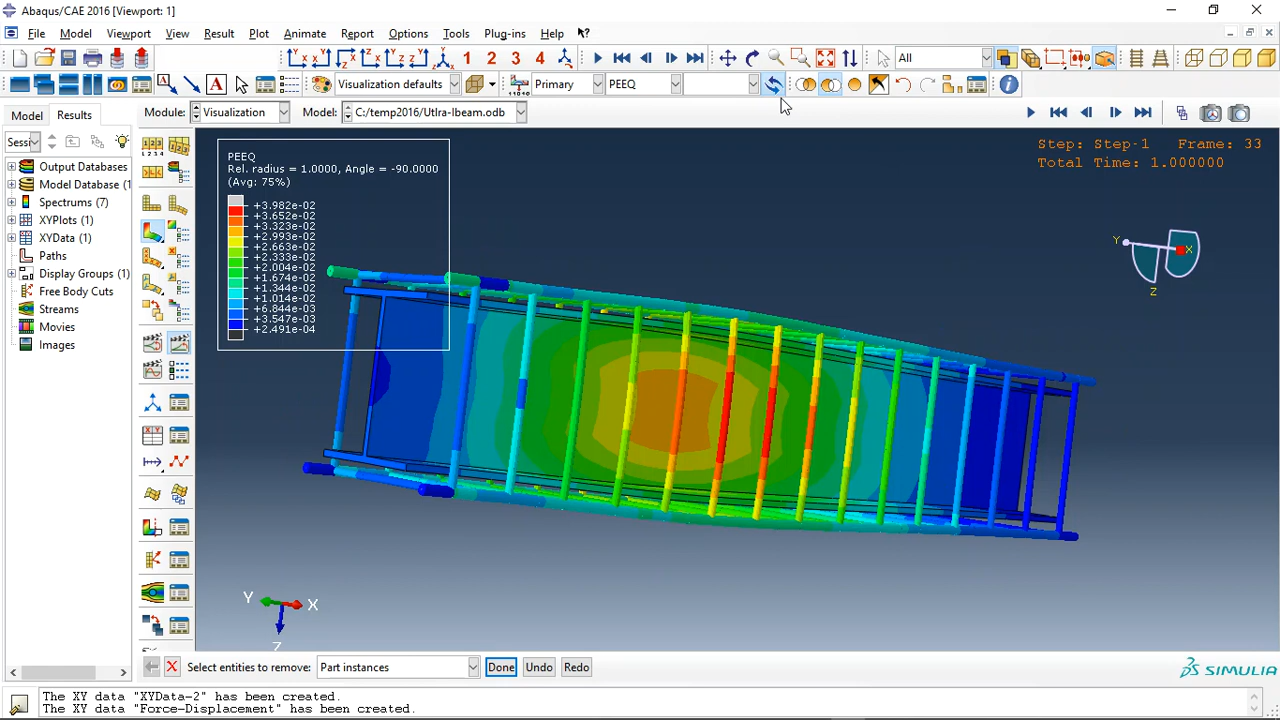 Abaqus/CAE 2016 [Viewport: 1]
File Model Viewport View Result Plot Animate Report Options Tools Plug-ins Help
1 2 3 4 All
Visualization defaults Primary PEEQ
Model Results Module: Visualization Model: C:/temp2016/Utlra-Ibeam.odb
Sessi
Output Databases
Model Database (1
Spectrums (7)
XYPlots (1)
XYData (1)
Paths
Display Groups (1)
Free Body Cuts
Streams
Movies
Images
PEEQ
Rel. radius = 1.0000, Angle = -90.0000
(Avg: 75%)
+3.982e-02
+3.652e-02
+3.323e-02
+2.993e-02
+2.663e-02
+2.333e-02
+2.004e-02
+1.674e-02
+1.344e-02
+1.014e-02
+6.844e-03
+3.547e-03
+2.491e-04
Step: Step-1 Frame: 33
Total Time: 1.000000
Y X
Z
Y X
Z
Select entities to remove: Part instances Done Undo Redo
SIMULIA
The XY data "XYData-2" has been created.
The XY data "Force-Displacement" has been created.